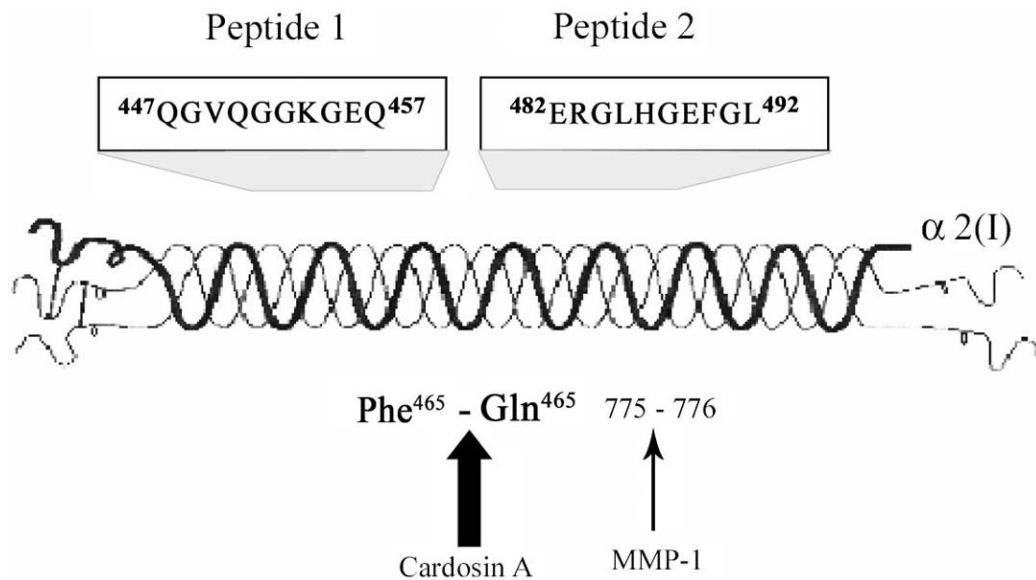 Peptide 1 Peptide 2
⁴⁴⁷QGVQGGKGEQ⁴⁵⁷ ⁴⁸²ERGLHGEFGL⁴⁹²
α 2(I)
Phe⁴⁶⁵ - Gln⁴⁶⁵ 775 - 776
Cardosin A MMP-1